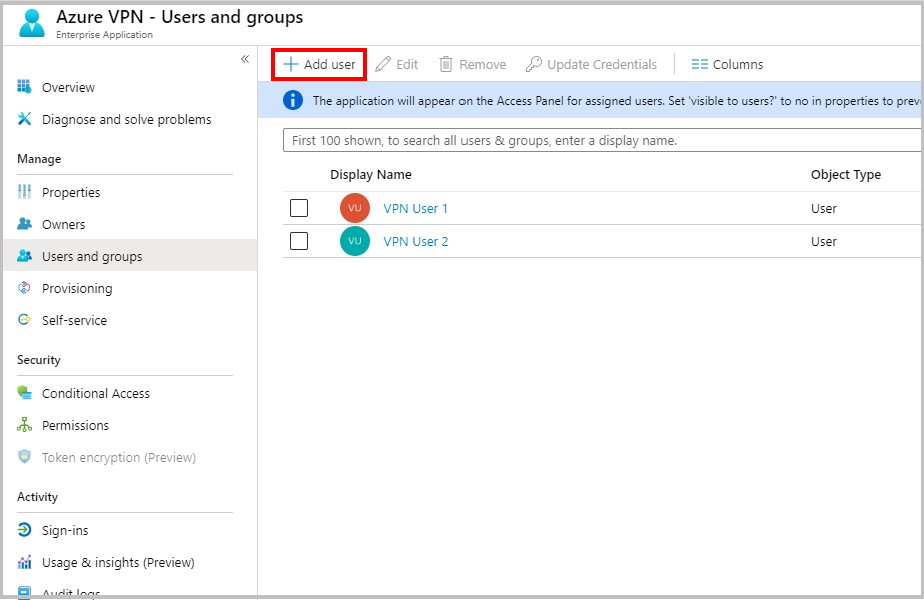 Azure VPN - Users and groups
Enterprise Application
«
Overview
Diagnose and solve problems
Manage
Properties
Owners
Users and groups
Provisioning
Self-service
Security
Conditional Access
Permissions
Token encryption (Preview)
Activity
Sign-ins
Usage & insights (Preview)
Audit logs
Add user Edit Remove Update Credentials Columns
The application will appear on the Access Panel for assigned users. Set 'visible to users?' to no in properties to prev
First 100 shown, to search all users & groups, enter a display name.
Display Name Object Type
VU VPN User 1 User
VU VPN User 2 User